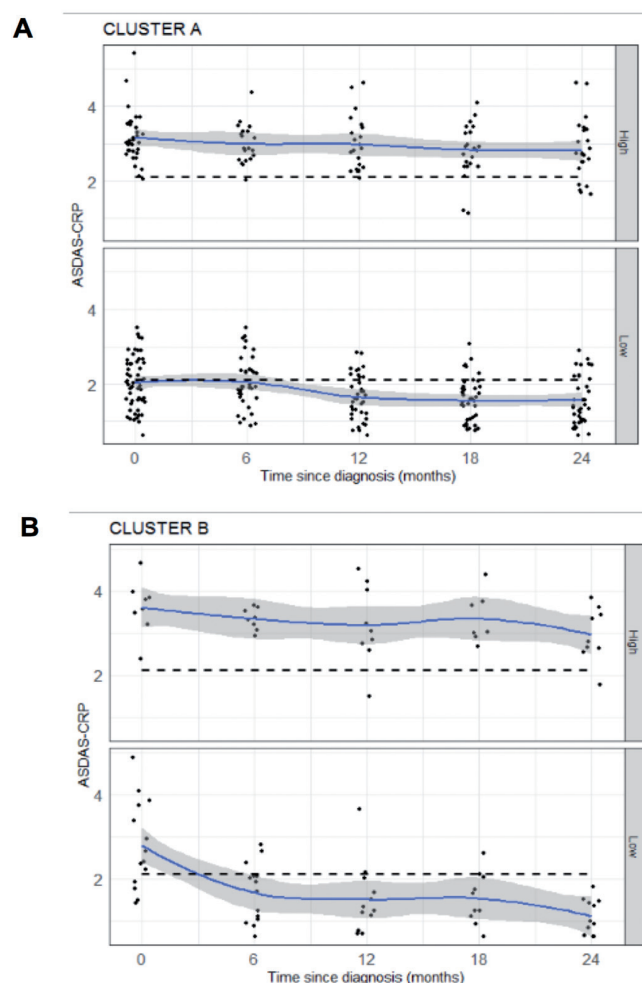 A
CLUSTER A
ASDAS-CRP
4
2
High
4
2
Low
0 6 12 18 24
Time since diagnosis (months)
B
CLUSTER B
ASDAS-CRP
4
2
High
4
2
Low
0 6 12 18 24
Time since diagnosis (months)